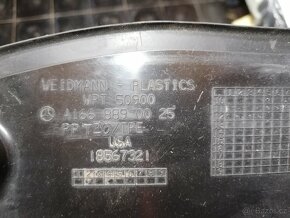 WEIDMANN - PLASTICS
WPT 50900
A166 989 00 25
PP T20/TPE
USA
18567321